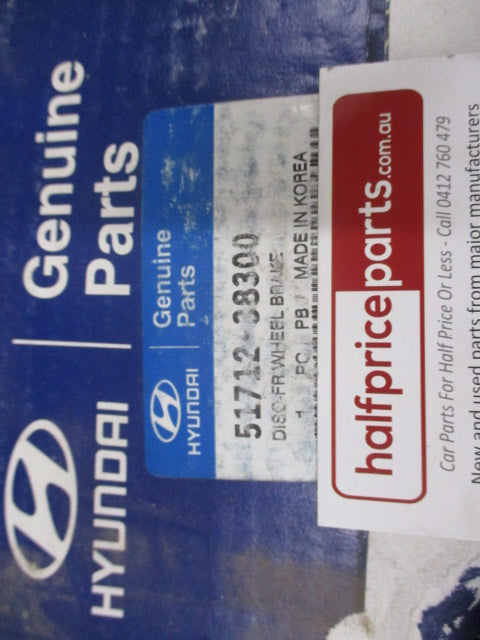 HYUNDAI
Genuine
Parts
HYUNDAI
Genuine
Parts
51712-38300
DISC-FR WHEEL BRAKE
1 PC PB MADE IN KOREA
halfpriceparts.com.au
Car Parts For Half Price Or Less - Call 0412 760 479
New and used parts from major manufacturers